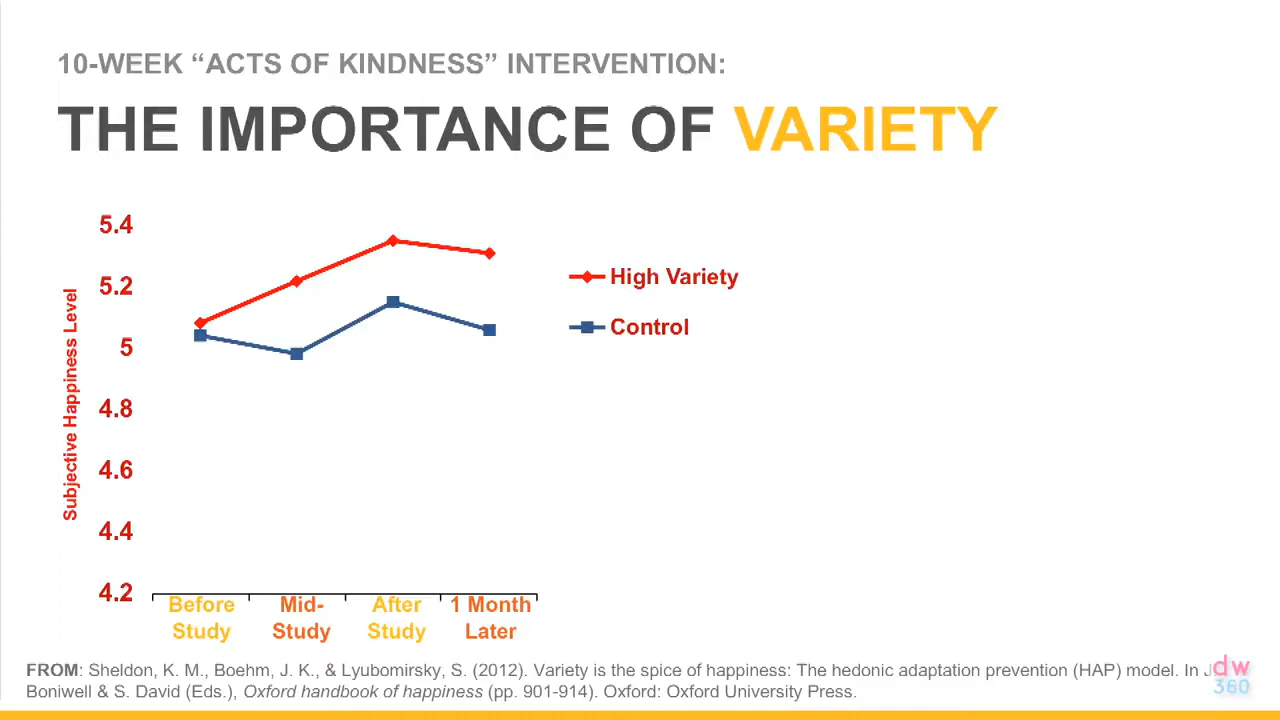 10-WEEK “ACTS OF KINDNESS” INTERVENTION:
THE IMPORTANCE OF VARIETY
5.4
5.2
5
4.8
4.6
4.4
4.2
Subjective Happiness Level
High Variety
Control
Before Study
Mid-Study
After Study
1 Month Later
FROM: Sheldon, K. M., Boehm, J. K., & Lyubomirsky, S. (2012). Variety is the spice of happiness: The hedonic adaptation prevention (HAP) model. In
Boniwell & S. David (Eds.), Oxford handbook of happiness (pp. 901-914). Oxford: Oxford University Press.
dw
360